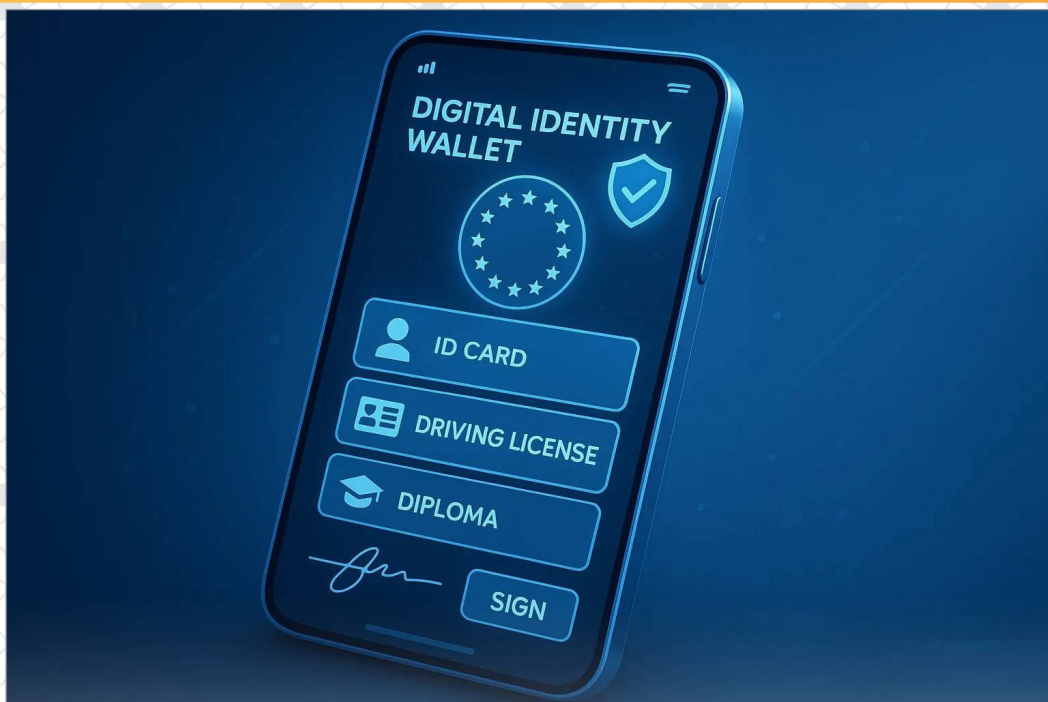 DIGITAL IDENTITY
WALLET
ID CARD
DRIVING LICENSE
DIPLOMA
SIGN